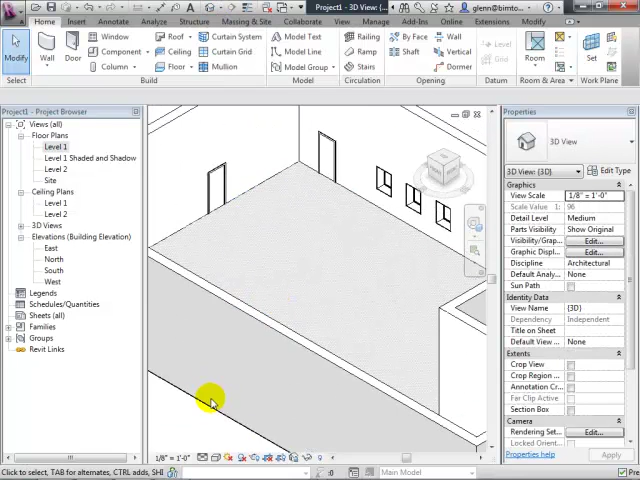 Project1 - 3D View: {...
glenn@bimto...
Home Insert Annotate Analyze Structure Massing & Site Collaborate View Manage Add-Ins Extensions Modify
Modify
Wall
Door
Window
Component
Column
Roof
Ceiling
Floor
Curtain System
Curtain Grid
Mullion
Model Text
Model Line
Model Group
Railing
Ramp
Stairs
By Face
Shaft
Wall
Vertical
Dormer
Level
Grid
Room
Set
Select Build Model Circulation Opening Datum Room & Area Work Plane
Project1 - Project Browser
Views (all)
Floor Plans
Level 1
Level 1 Shaded and Shadow
Level 2
Site
Ceiling Plans
Level 1
Level 2
3D Views
Elevations (Building Elevation)
East
North
South
West
Legends
Schedules/Quantities
Sheets (all)
Families
Groups
Revit Links
Properties
3D View
3D View: {3D} Edit Type
Graphics
View Scale 1/8" = 1'-0"
Scale Value 1: 96
Detail Level Medium
Parts Visibility Show Original
Visibility/Grap... Edit...
Graphic Displ... Edit...
Discipline Architectural
Default Analy... None
Sun Path
Identity Data
View Name {3D}
Dependency Independent
Title on Sheet
Default View ... None
Extents
Crop View
Crop Region ...
Annotation Cr...
Far Clip Active
Section Box
Camera
Rendering Set... Edit...
Locked Orient...
Properties help Apply
1/8" = 1'-0"
Click to select, TAB for alternates, CTRL adds, SHI
:0
Main Model
Pre